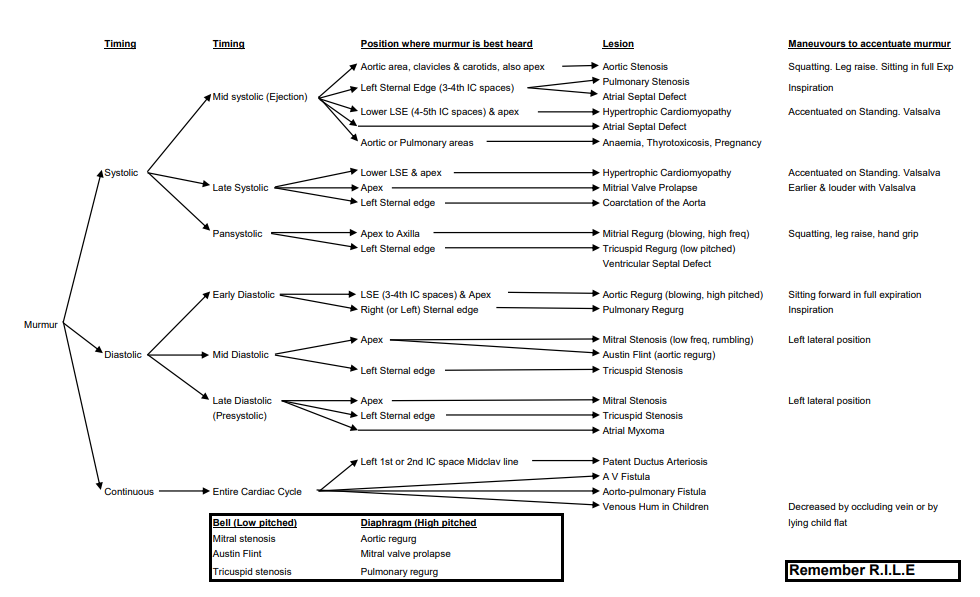 Timing Timing Position where murmur is best heard Lesion Maneuvours to accentuate murmur
Aortic area, clavicles & carotids, also apex Aortic Stenosis Squatting. Leg raise. Sitting in full Exp
Pulmonary Stenosis
Left Sternal Edge (3-4th IC spaces) Inspiration
Mid systolic (Ejection) Atrial Septal Defect
Lower LSE (4-5th IC spaces) & apex Hypertrophic Cardiomyopathy Accentuated on Standing. Valsalva
Atrial Septal Defect
Aortic or Pulmonary areas Anaemia, Thyrotoxicosis, Pregnancy
Systolic Lower LSE & apex Hypertrophic Cardiomyopathy Accentuated on Standing. Valsalva
Late Systolic Apex Mitrial Valve Prolapse Earlier & louder with Valsalva
Left Sternal edge Coarctation of the Aorta
Pansystolic Apex to Axilla Mitrial Regurg (blowing, high freq) Squatting, leg raise, hand grip
Left Sternal edge Tricuspid Regurg (low pitched)
Ventricular Septal Defect
Early Diastolic LSE (3-4th IC spaces) & Apex Aortic Regurg (blowing, high pitched) Sitting forward in full expiration
Right (or Left) Sternal edge Pulmonary Regurg Inspiration
Murmur
Apex Mitral Stenosis (low freq, rumbling) Left lateral position
Diastolic Mid Diastolic Austin Flint (aortic regurg)
Left Sternal edge Tricuspid Stenosis
Late Diastolic Apex Mitral Stenosis Left lateral position
(Presystolic) Left Sternal edge Tricuspid Stenosis
Atrial Myxoma
Left 1st or 2nd IC space Midclav line Patent Ductus Arteriosis
A V Fistula
Continuous Entire Cardiac Cycle Aorto-pulmonary Fistula
Venous Hum in Children Decreased by occluding vein or by
lying child flat
Bell (Low pitched) Diaphragm (High pitched
Mitral stenosis Aortic regurg
Austin Flint Mitral valve prolapse
Tricuspid stenosis Pulmonary regurg
Remember R.I.L.E